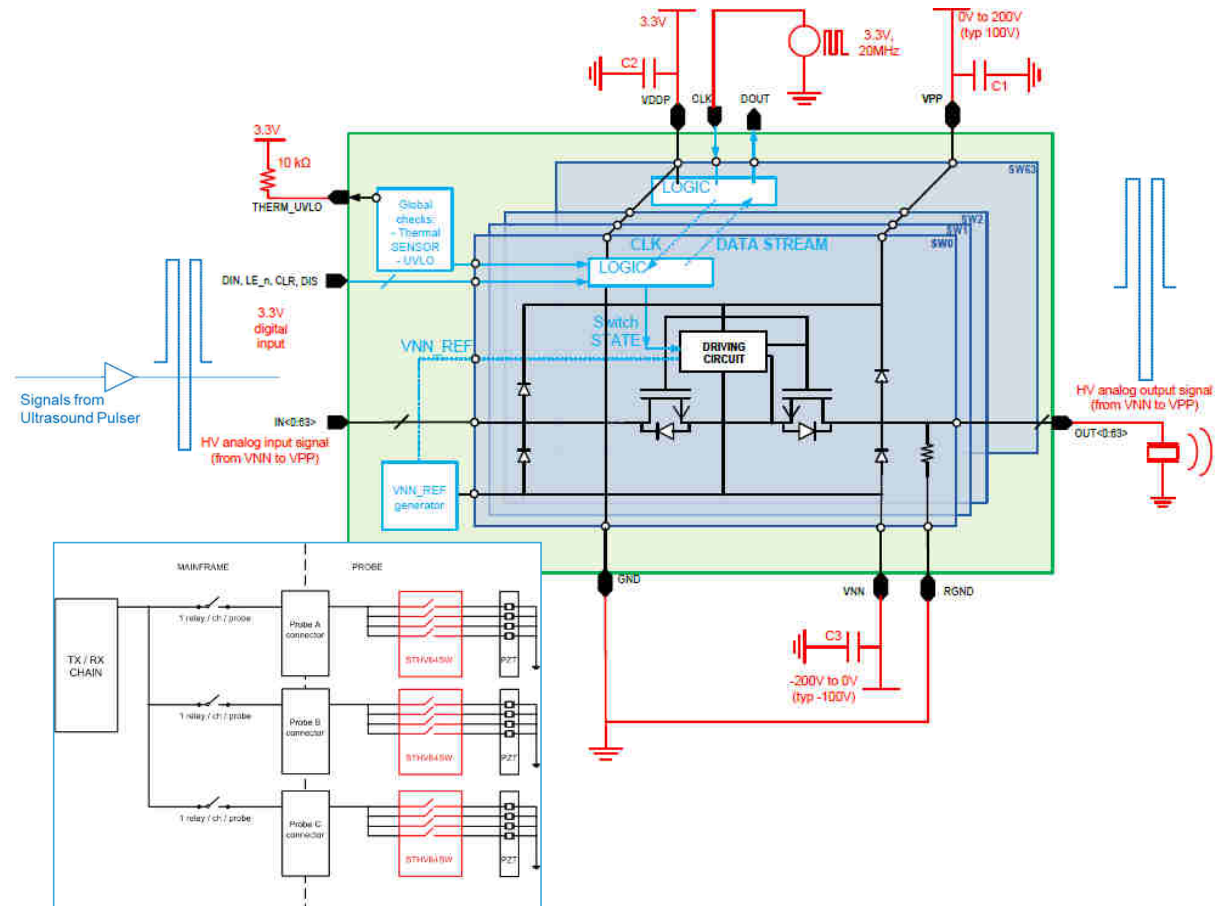 3.3V
0V to 200V
(typ 100V)
3.3V,
20MHz
C2
C1
VDDP
CLK
DOUT
VPP
3.3V
10 kΩ
THERM_UVLO
Global
checks:
- Thermal
SENSOR
- UVLO
LOGIC
SW63
SW2
SW1
SW0
CLK
DATA STREAM
LOGIC
DIN, LE_n, CLR, DIS
3.3V
digital
input
Switch
STATE
DRIVING
CIRCUIT
VNN_REF
Signals from
Ultrasound Pulser
IN<0:63>
HV analog input signal
(from VNN to VPP)
HV analog output signal
(from VNN to VPP)
OUT<0:63>
VNN_REF
generator
GND
VNN
RGND
C3
-200V to 0V
(typ -100V)
MAINFRAME
PROBE
TX / RX
CHAIN
1 relay / ch / probe
Probe A
connector
STHV64SW
PZT
1 relay / ch / probe
Probe B
connector
STHV64SW
PZT
1 relay / ch / probe
Probe C
connector
STHV64SW
PZT